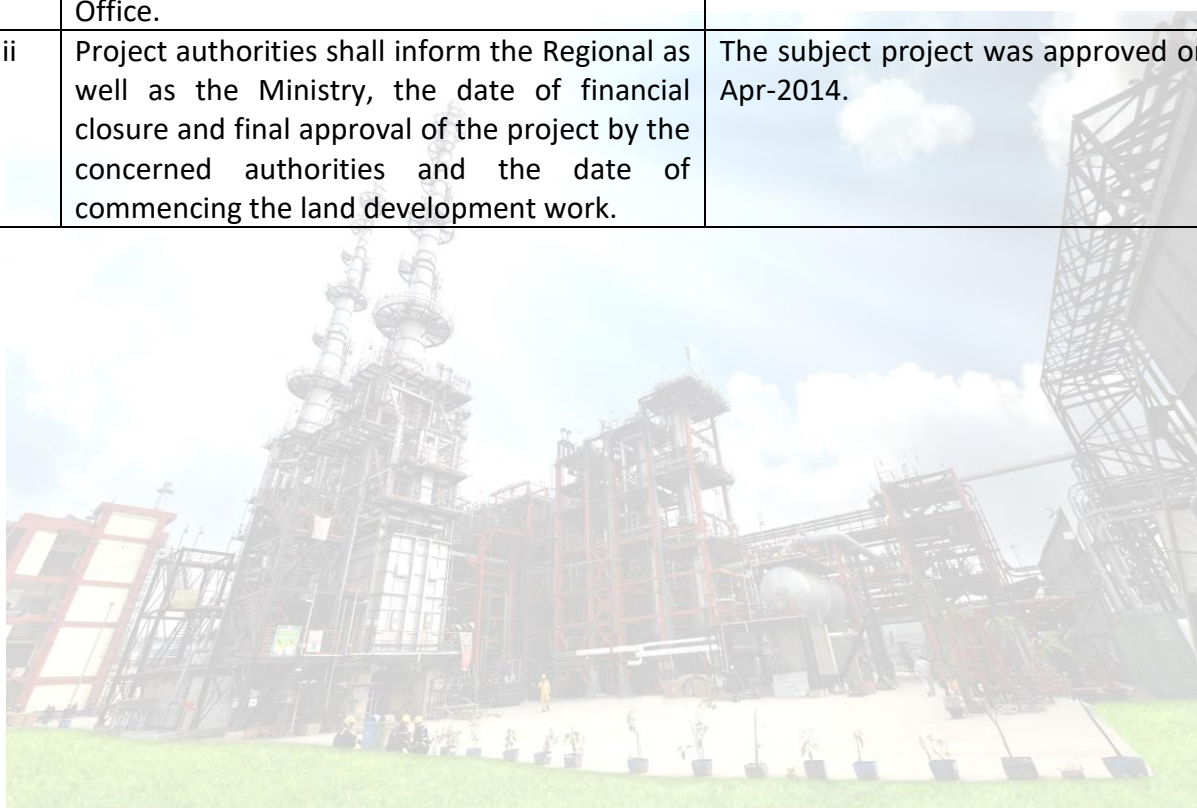 Office.
ii Project authorities shall inform the Regional as
well as the Ministry, the date of financial
closure and final approval of the project by the
concerned authorities and the date of
commencing the land development work.
The subject project was approved
Apr-2014.